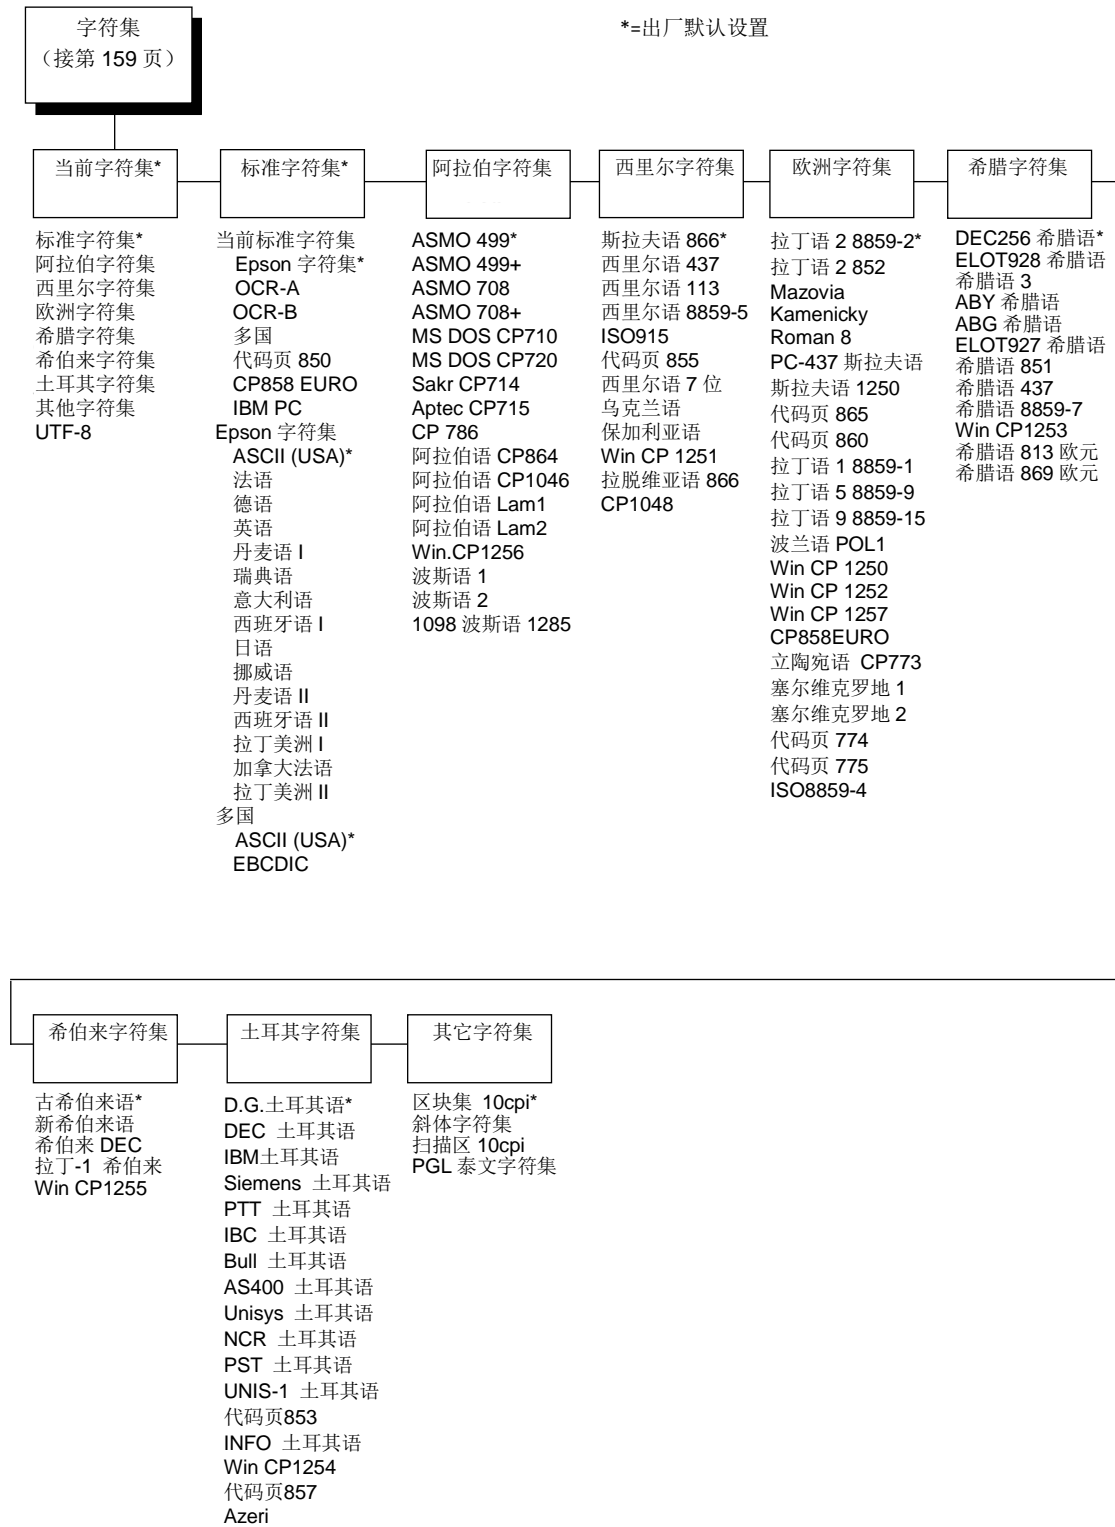 字符集
（接第 159 页）
*=出厂默认设置
当前字符集*
标准字符集*
阿拉伯字符集
西里尔字符集
欧洲字符集
希腊字符集
标准字符集*
阿拉伯字符集
西里尔字符集
欧洲字符集
希腊字符集
希伯来字符集
土耳其字符集
其他字符集
UTF-8
当前标准字符集
Epson 字符集*
OCR-A
OCR-B
多国
代码页 850
CP858 EURO
IBM PC
Epson 字符集
ASCII (USA)*
法语
德语
英语
丹麦语 I
瑞典语
意大利语
西班牙语 I
日语
挪威语
丹麦语 II
西班牙语 II
拉丁美洲 I
加拿大法语
拉丁美洲 II
多国
ASCII (USA)*
EBCDIC
ASMO 499*
ASMO 499+
ASMO 708
ASMO 708+
MS DOS CP710
MS DOS CP720
Sakr CP714
Aptec CP715
CP 786
阿拉伯语 CP864
阿拉伯语 CP1046
阿拉伯语 Lam1
阿拉伯语 Lam2
Win.CP1256
波斯语 1
波斯语 2
1098 波斯语 1285
斯拉夫语 866*
西里尔语 437
西里尔语 113
西里尔语 8859-5
ISO915
代码页 855
西里尔语 7 位
乌克兰语
保加利亚语
Win CP 1251
拉脱维亚语 866
CP1048
拉丁语 2 8859-2*
拉丁语 2 852
Mazovia
Kamenicky
Roman 8
PC-437 斯拉夫语
斯拉夫语 1250
代码页 865
代码页 860
拉丁语 1 8859-1
拉丁语 5 8859-9
拉丁语 9 8859-15
波兰语 POL1
Win CP 1250
Win CP 1252
Win CP 1257
CP858EURO
立陶宛语 CP773
塞尔维克罗地 1
塞尔维克罗地 2
代码页 774
代码页 775
ISO8859-4
DEC256 希腊语*
ELOT928 希腊语
希腊语 3
ABY 希腊语
ABG 希腊语
ELOT927 希腊语
希腊语 851
希腊语 437
希腊语 8859-7
Win CP1253
希腊语 813 欧元
希腊语 869 欧元
希伯来字符集
土耳其字符集
其它字符集
古希伯来语*
新希伯来语
希伯来 DEC
拉丁-1 希伯来
Win CP1255
D.G.土耳其语*
DEC 土耳其语
IBM土耳其语
Siemens 土耳其语
PTT 土耳其语
IBC 土耳其语
Bull 土耳其语
AS400 土耳其语
Unisys 土耳其语
NCR 土耳其语
PST 土耳其语
UNIS-1 土耳其语
代码页853
INFO 土耳其语
Win CP1254
代码页857
Azeri
区块集 10cpi*
斜体字符集
扫描区 10cpi
PGL 泰文字符集